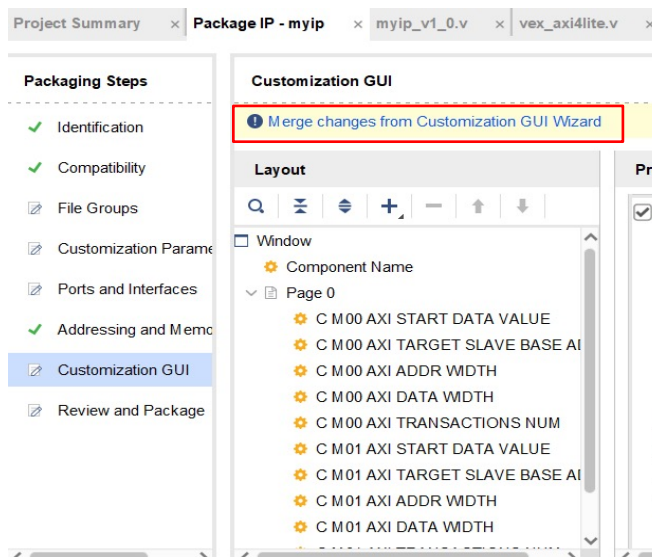 Project Summary × Package IP - myip × myip_v1_0.v × vex_axi4lite.v ×
Packaging Steps
Identification
Compatibility
File Groups
Customization Parame
Ports and Interfaces
Addressing and Memo
Customization GUI
Review and Package
Customization GUI
Merge changes from Customization GUI Wizard
Layout
Window
Component Name
Page 0
C M00 AXI START DATA VALUE
C M00 AXI TARGET SLAVE BASE AD
C M00 AXI ADDR WIDTH
C M00 AXI DATA WIDTH
C M00 AXI TRANSACTIONS NUM
C M01 AXI START DATA VALUE
C M01 AXI TARGET SLAVE BASE AD
C M01 AXI ADDR WIDTH
C M01 AXI DATA WIDTH
Pr